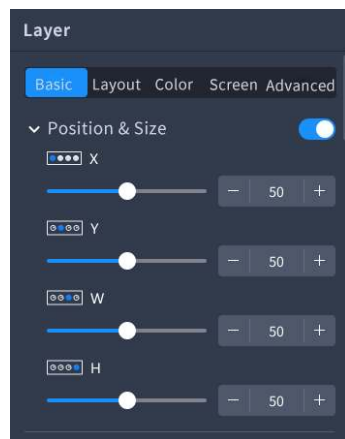 Layer
Basic Layout Color Screen Advanced
Position & Size
X
50
Y
50
W
50
H
50